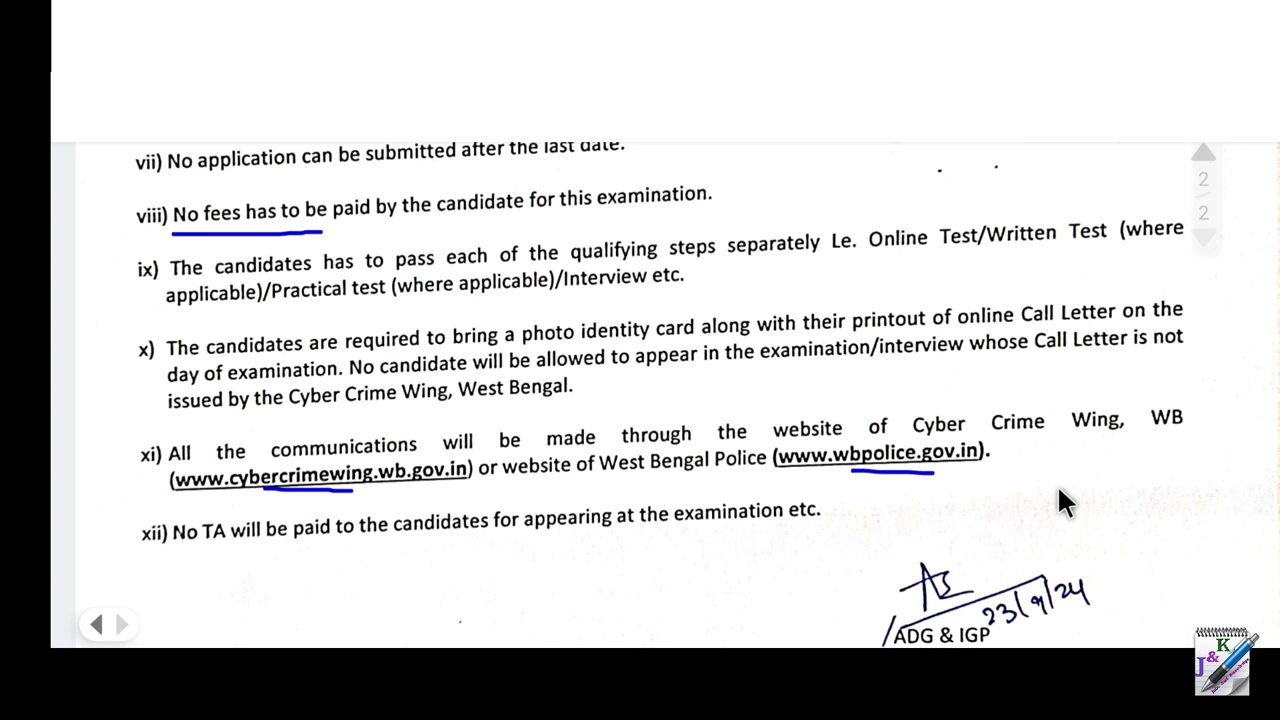 vii) No application can be submitted after the last date.
viii) No fees has to be paid by the candidate for this examination.
2
2
ix) The candidates has to pass each of the qualifying steps separately Le. Online Test/Written Test (where
applicable)/Practical test (where applicable)/Interview etc.
x) The candidates are required to bring a photo identity card along with their printout of online Call Letter on the
day of examination. No candidate will be allowed to appear in the examination/interview whose Call Letter is not
issued by the Cyber Crime Wing, West Bengal.
xi) All the communications will be made through the website of Cyber Crime Wing, WB
(www.cybercrimewing.wb.gov.in) or website of West Bengal Police (www.wbpolice.gov.in).
xii) No TA will be paid to the candidates for appearing at the examination etc.
23/9/24
ADG & IGP
J&K